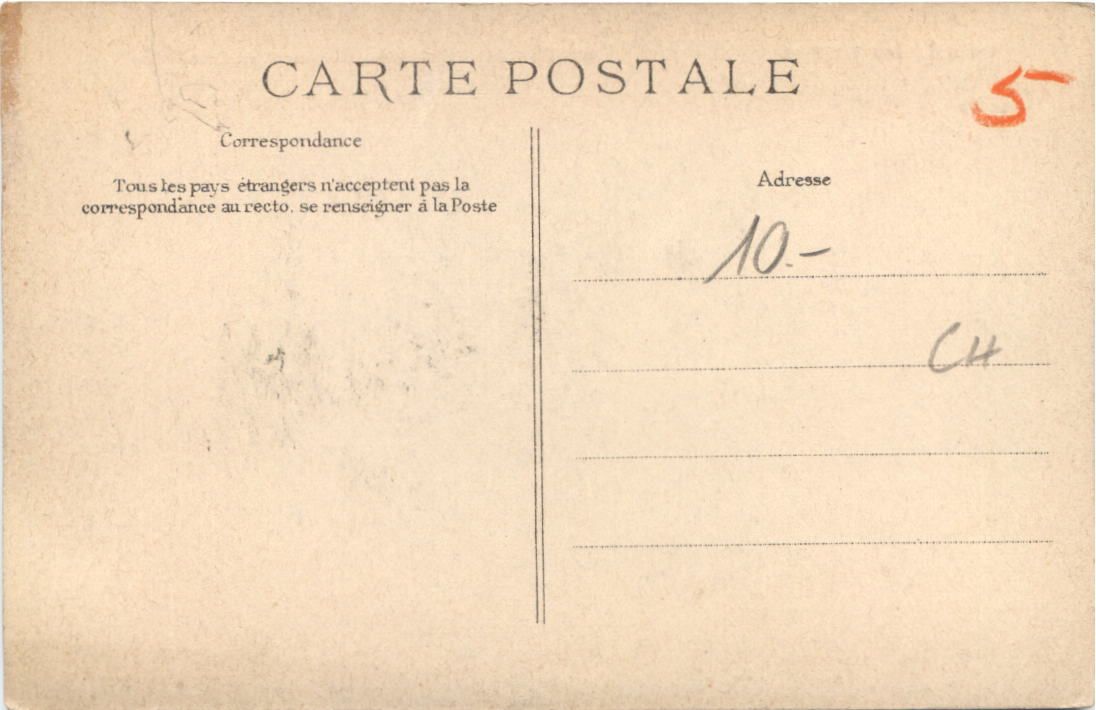 CARTE POSTALE
5
Correspondance
Tous les pays étrangers n'acceptent pas la
correspondance au recto. se renseigner à la Poste
Adresse
10.-
CH